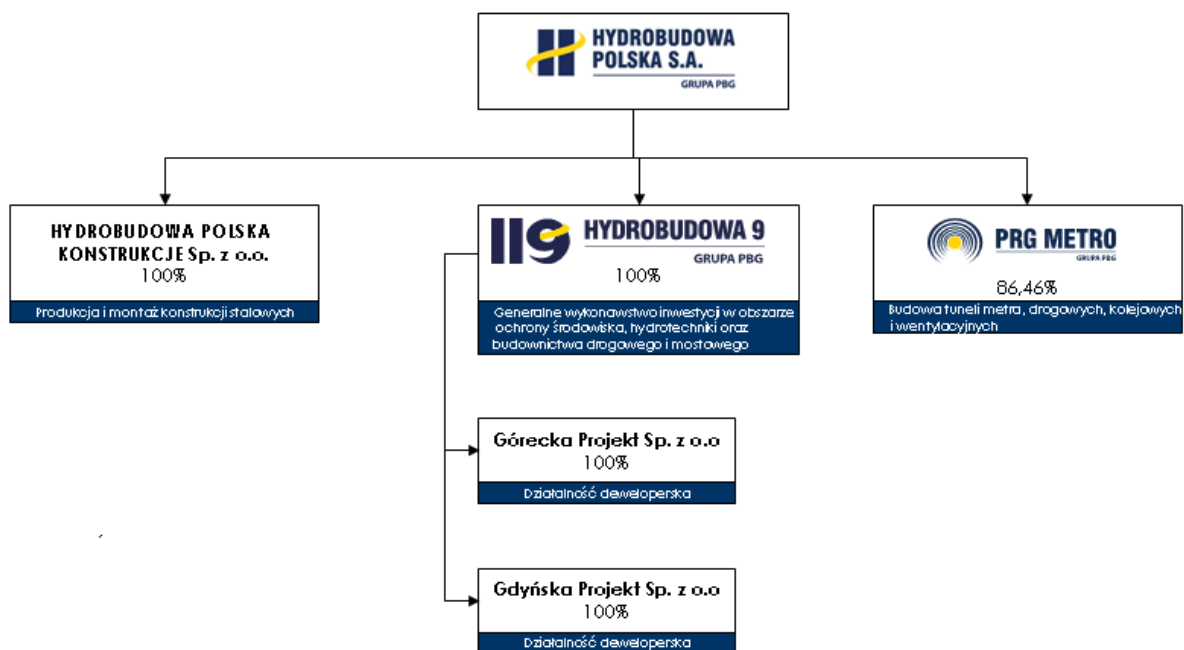 HYDROBUDOWA
POLSKA S.A.
GRUPA PBG
HYDROBUDOWA POLSKA
KONSTRUKCJE Sp. z o.o.
100%
Produkcja i montaż konstrukcji stalowych
HYDROBUDOWA 9
GRUPA PBG
100%
Generalne wykonawstwo inwestycji w obszarze
ochrony środowiska, hydrotechniki oraz
budownictwa drogowego i mostowego
PRG METRO
GRUPA PBG
86,46%
Budowa tuneli metra, drogowych, kolejowych
i wentylacyjnych
Górecka Projekt Sp. z o.o
100%
Działalność deweloperska
Gdyńska Projekt Sp. z o.o
100%
Działalność deweloperska